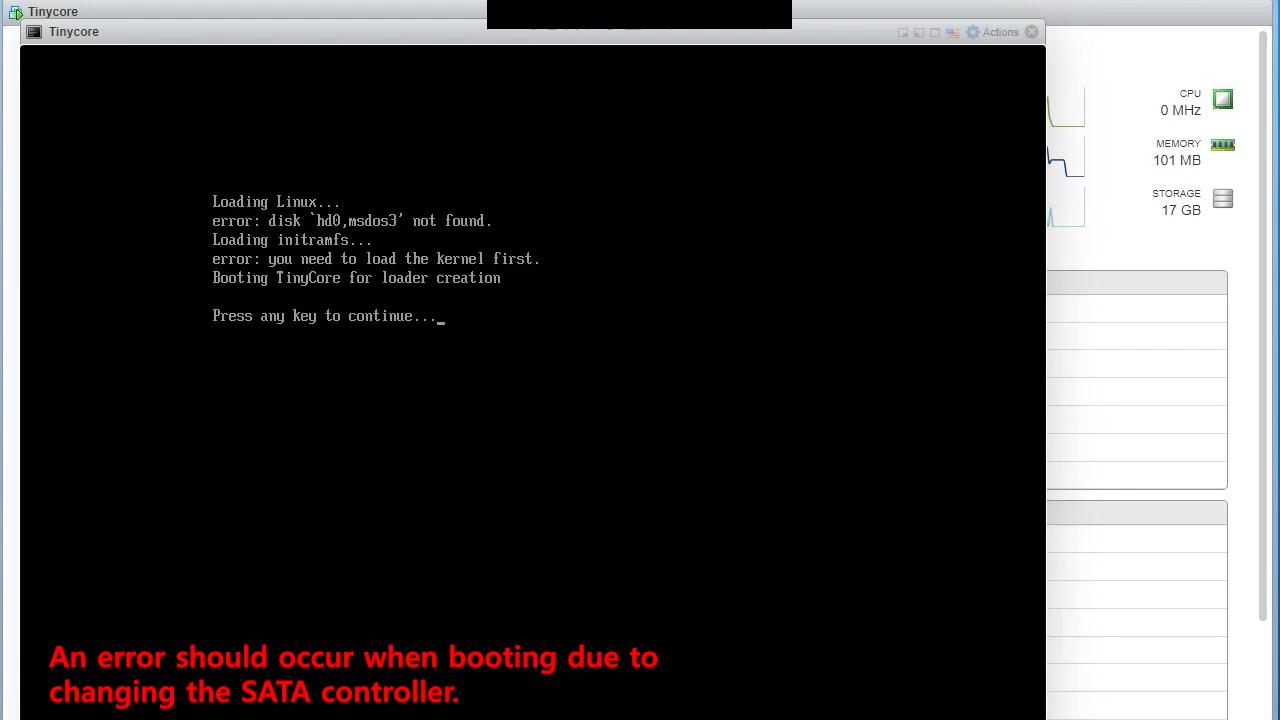 Tinycore
Tinycore
Actions
CPU
0 MHz
MEMORY
101 MB
STORAGE
17 GB
Loading Linux...
error: disk `hd0,msdos3' not found.
Loading initramfs...
error: you need to load the kernel first.
Booting TinyCore for loader creation
Press any key to continue..._
An error should occur when booting due to
changing the SATA controller.